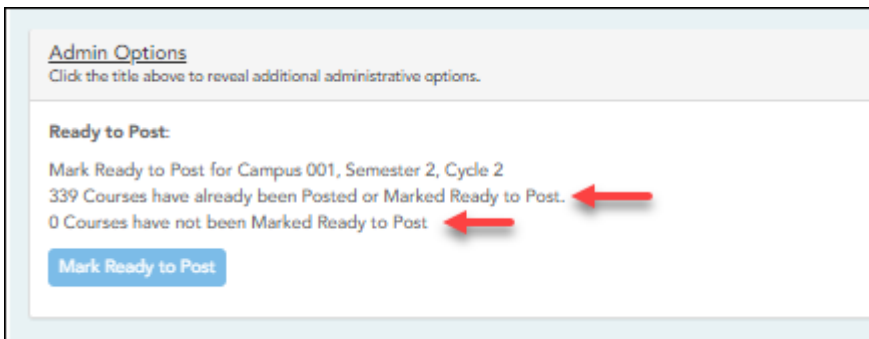 Admin Options
Click the title above to reveal additional administrative options.
Ready to Post:
Mark Ready to Post for Campus 001, Semester 2, Cycle 2
339 Courses have already been Posted or Marked Ready to Post.
0 Courses have not been Marked Ready to Post
Mark Ready to Post